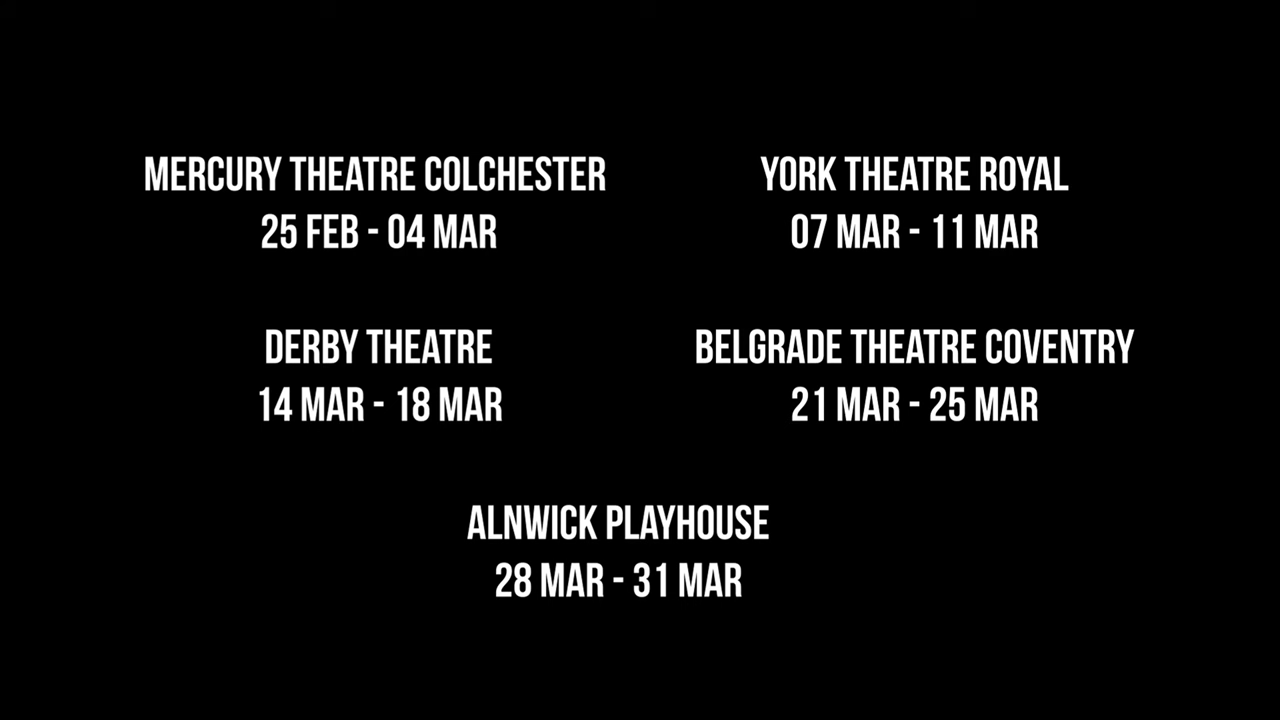 MERCURY THEATRE COLCHESTER
25 FEB - 04 MAR
YORK THEATRE ROYAL
07 MAR - 11 MAR
DERBY THEATRE
14 MAR - 18 MAR
BELGRADE THEATRE COVENTRY
21 MAR - 25 MAR
ALNWICK PLAYHOUSE
28 MAR - 31 MAR